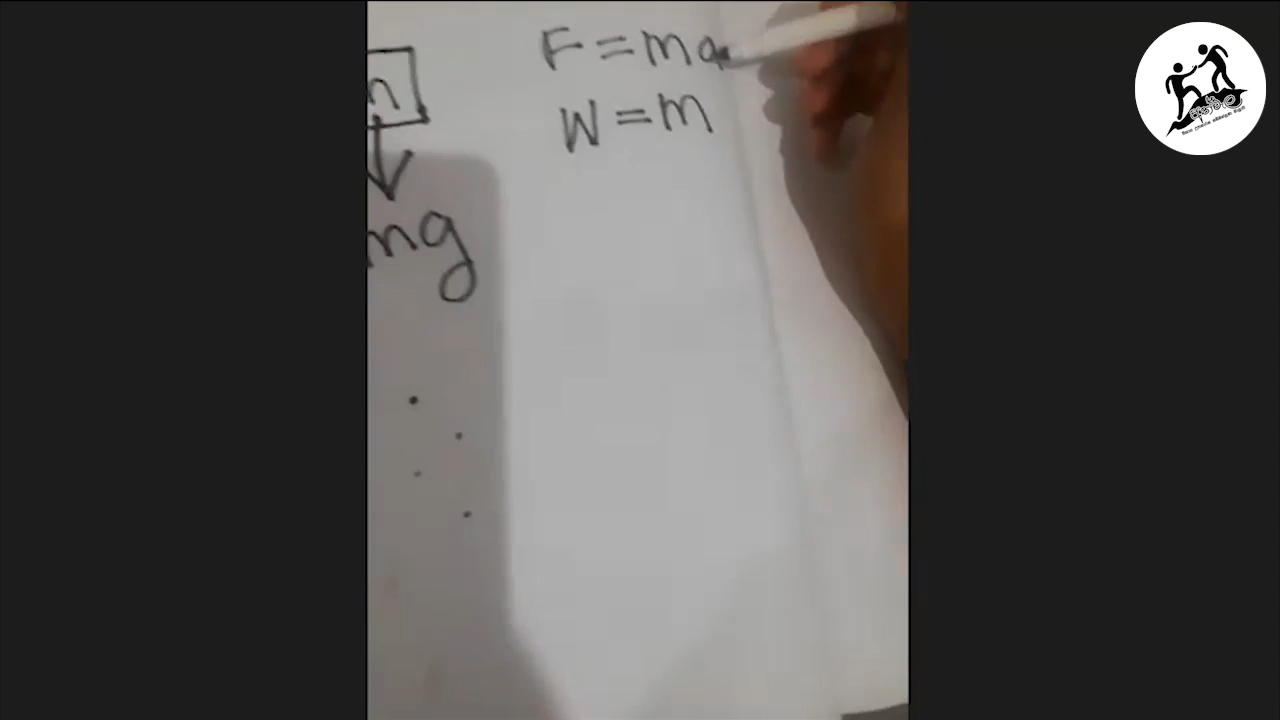 F = ma
W = m
m
mg